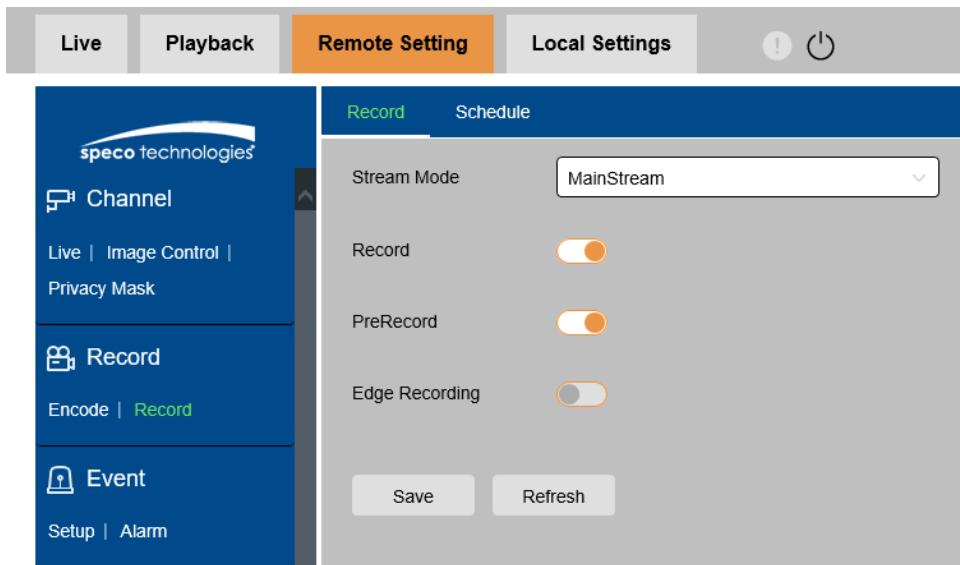 Live Playback Remote Setting Local Settings
speco technologies
Channel
Live | Image Control |
Privacy Mask
Record
Encode | Record
Event
Setup | Alarm
Record Schedule
Stream Mode MainStream
Record
PreRecord
Edge Recording
Save Refresh